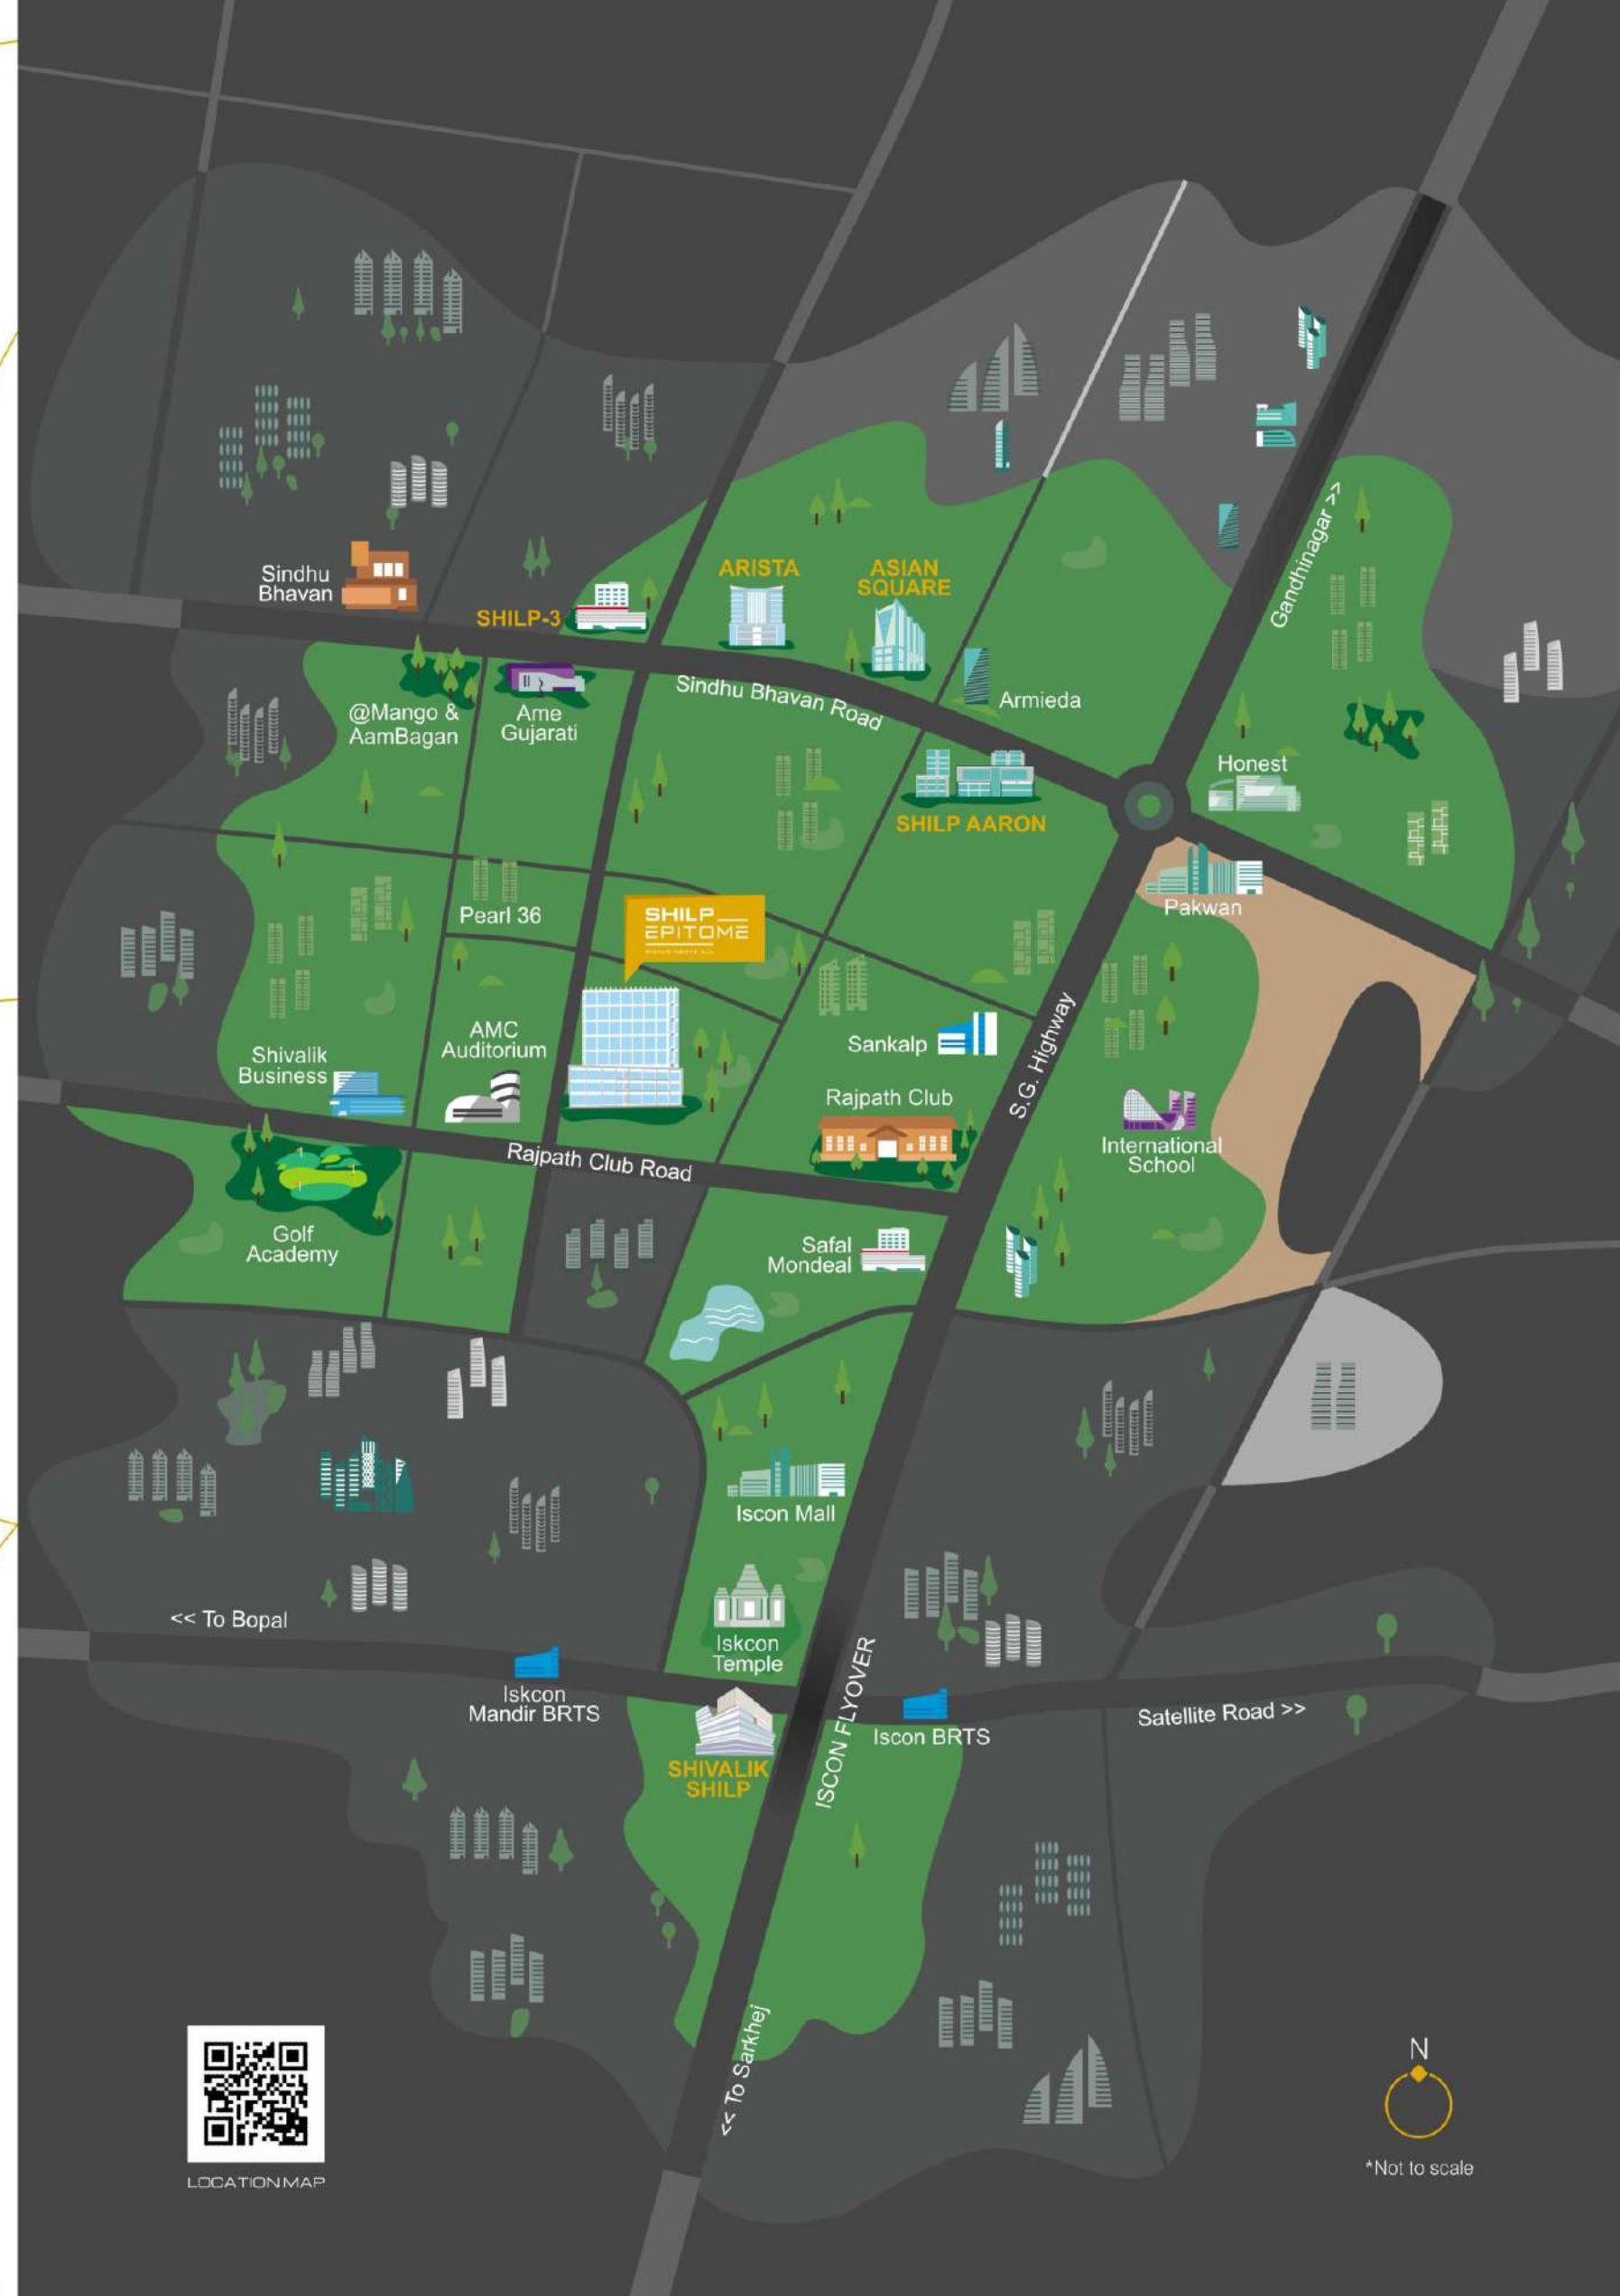 Gandhinagar >>
Sindhu
Bhavan
SHILP-3
ARISTA
ASIAN
SQUARE
@Mango &
AamBagan
Ame
Gujarati
Sindhu Bhavan Road
Armieda
Honest
SHILP AARON
Pakwan
Pearl 36
SHILP
EPITOME
AMC
Auditorium
Shivalik
Business
Sankalp
S.G. Highway
Rajpath Club
International
School
Rajpath Club Road
Golf
Academy
Safal
Mondeal
Iscon Mall
<< To Bopal
Iskcon
Temple
Iskcon
Mandir BRTS
ISCON FLYOVER
Iscon BRTS
Satellite Road >>
SHIVALIK
SHILP
<< To Sarkhej
LOCATION MAP
N
*Not to scale